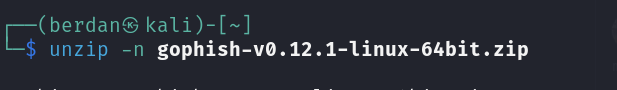 ┌──(berdan㉿kali)-[~]
└─$ unzip -n gophish-v0.12.1-linux-64bit.zip